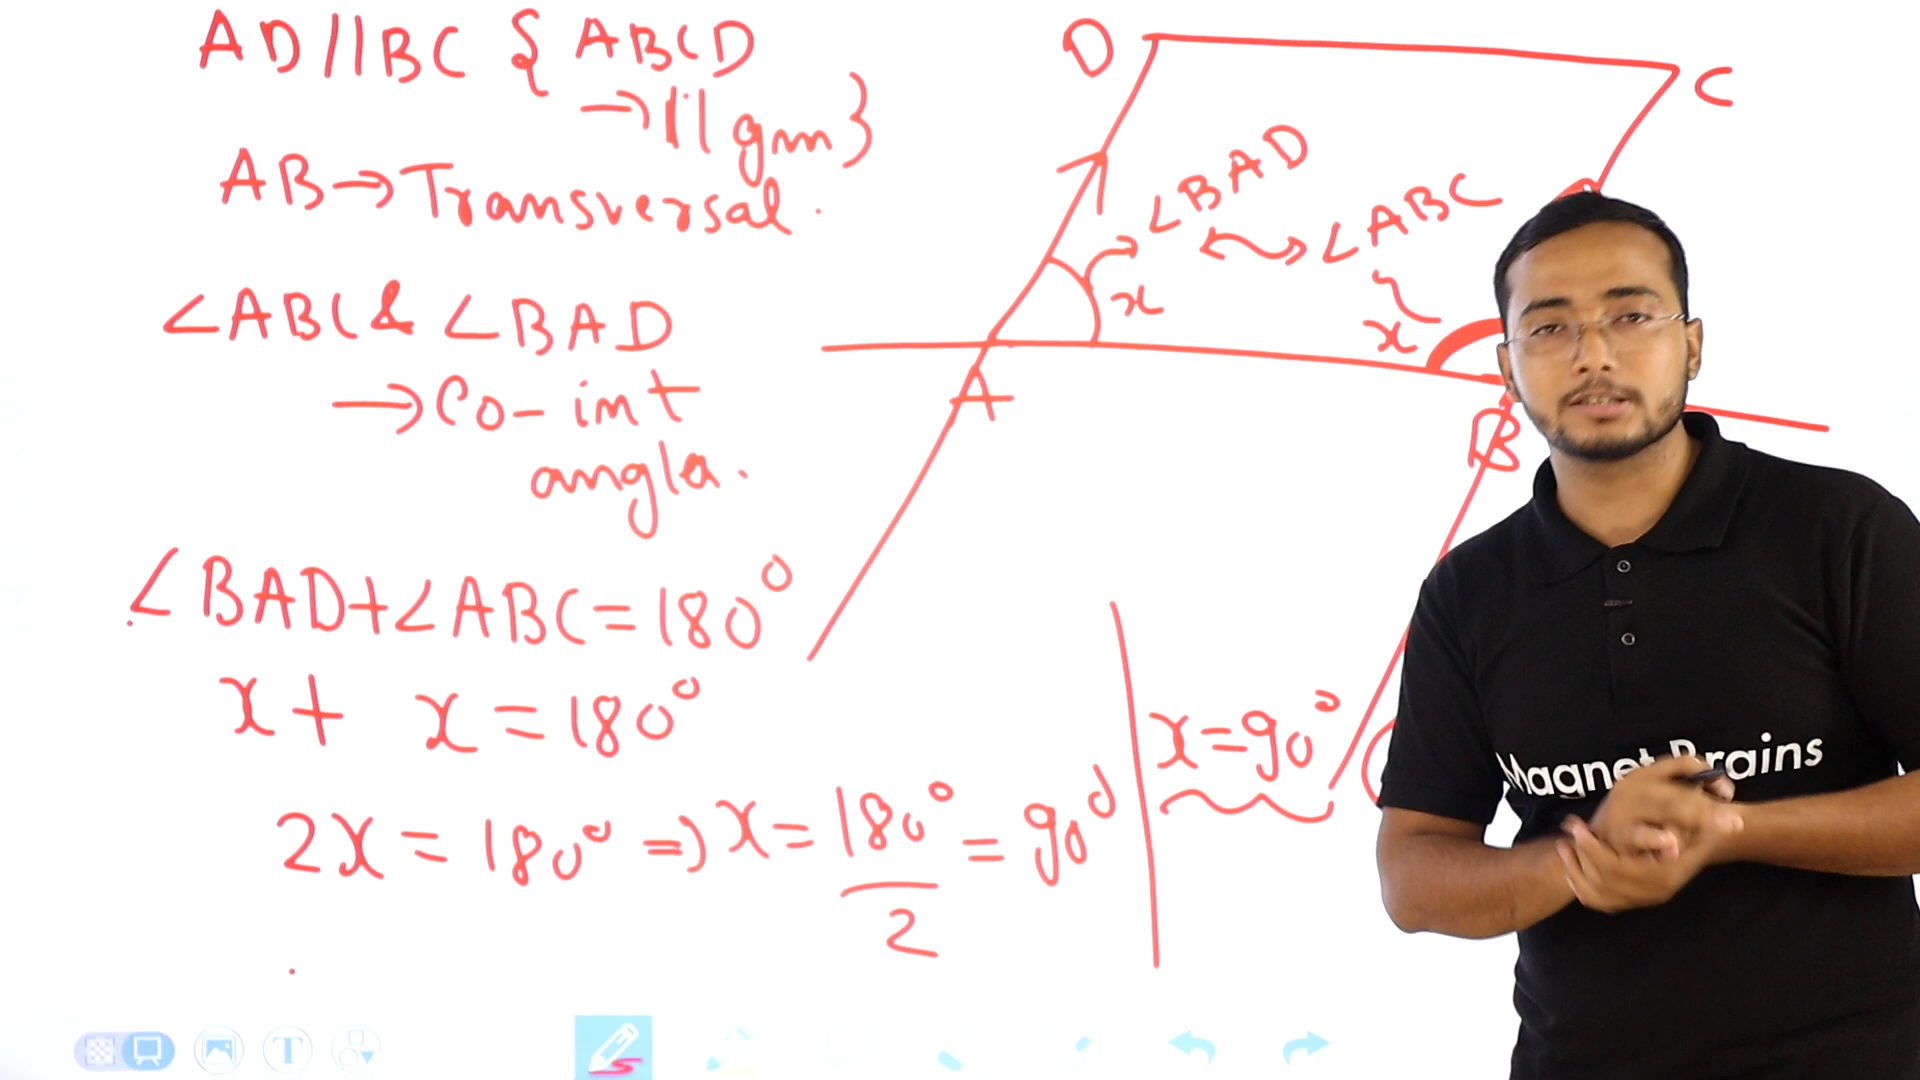 AD||BC { ABCD
→ ||gm}
AB → Transversal.
∠ABC & ∠BAD
→ Co-int
angla.
∠BAD+∠ABC=180°
x + x = 180°
2x = 180° ⇒ x = 180°/2 = 90°
x=90°
D
C
∠BAD
∠ABC
x
x
A
B
Magnet Brains
T